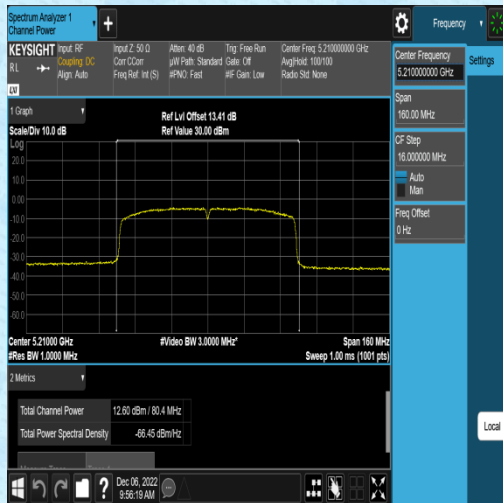 Spectrum Analyzer 1
Channel Power
Frequency
KEYSIGHT
Input: RF
Coupling: DC
Align: Auto
Input Z: 50 Ω
Corr CCorr
Freq Ref: Int (S)
Atten: 40 dB
µW Path: Standard
#PNO: Fast
Trig: Free Run
Gate: Off
#IF Gain: Low
Center Freq: 5.210000000 GHz
Avg|Hold: 100/100
Radio Std: None
R L
LXI
1 Graph
Scale/Div 10.0 dB
Ref Lvl Offset 13.41 dB
Ref Value 30.00 dBm
Log
20.0
10.0
0.00
-10.0
-20.0
-30.0
-40.0
-50.0
-60.0
Center 5.21000 GHz
#Res BW 1.0000 MHz
#Video BW 3.0000 MHz*
Span 160 MHz
Sweep 1.00 ms (1001 pts)
2 Metrics
Total Channel Power 12.60 dBm / 80.4 MHz
Total Power Spectral Density -66.45 dBm/Hz
Dec 06, 2022
9:56:19 AM
Center Frequency
5.210000000 GHz
Span
160.00 MHz
CF Step
16.000000 MHz
Auto
Man
Freq Offset
0 Hz
Settings
Local